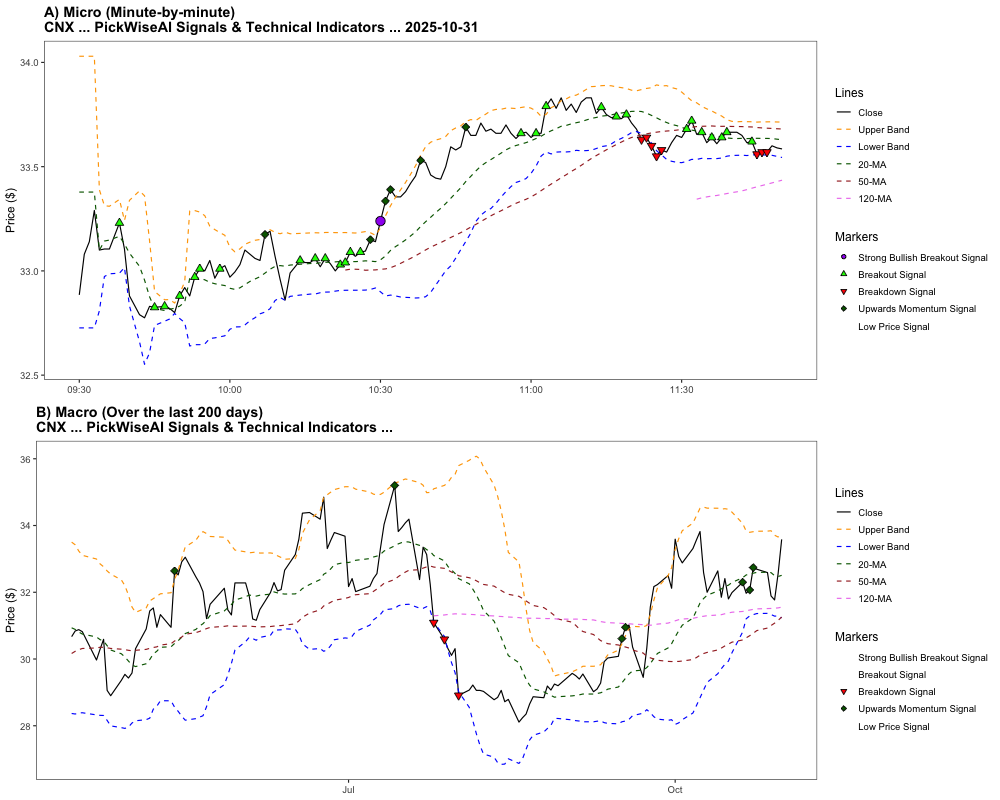 A) Micro (Minute-by-minute)
CNX ... PickWiseAI Signals & Technical Indicators ... 2025-10-31
Price ($)
34.0
33.5
33.0
32.5
09:30
10:00
10:30
11:00
11:30
Lines
Close
Upper Band
Lower Band
20-MA
50-MA
120-MA
Markers
Strong Bullish Breakout Signal
Breakout Signal
Breakdown Signal
Upwards Momentum Signal
Low Price Signal
B) Macro (Over the last 200 days)
CNX ... PickWiseAI Signals & Technical Indicators ...
Price ($)
36
34
32
30
28
Jul
Oct
Lines
Close
Upper Band
Lower Band
20-MA
50-MA
120-MA
Markers
Strong Bullish Breakout Signal
Breakout Signal
Breakdown Signal
Upwards Momentum Signal
Low Price Signal